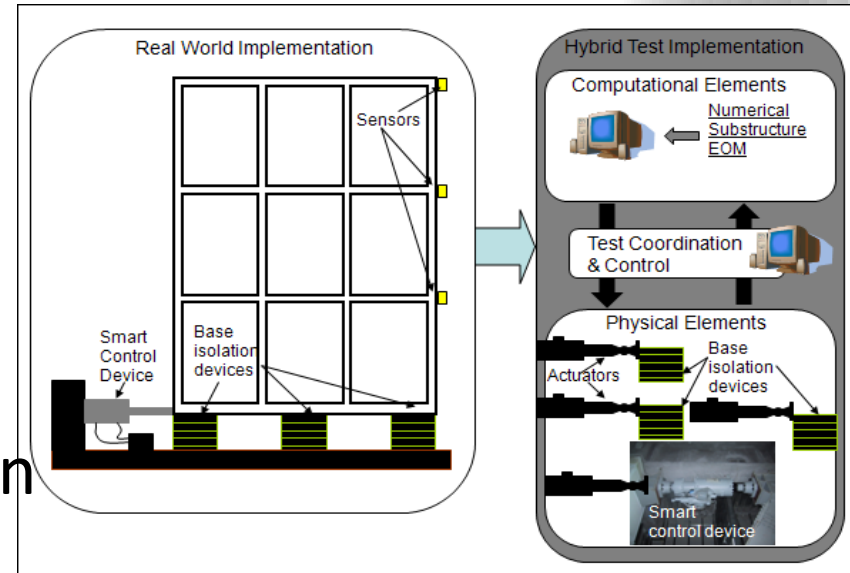 Real World Implementation
Sensors
Smart
Control
Device
Base
isolation
devices
n
Hybrid Test Implementation
Computational Elements
Numerical
Substructure
EOM
Test Coordination
& Control
Physical Elements
Actuators
Base
isolation
devices
Smart
control device